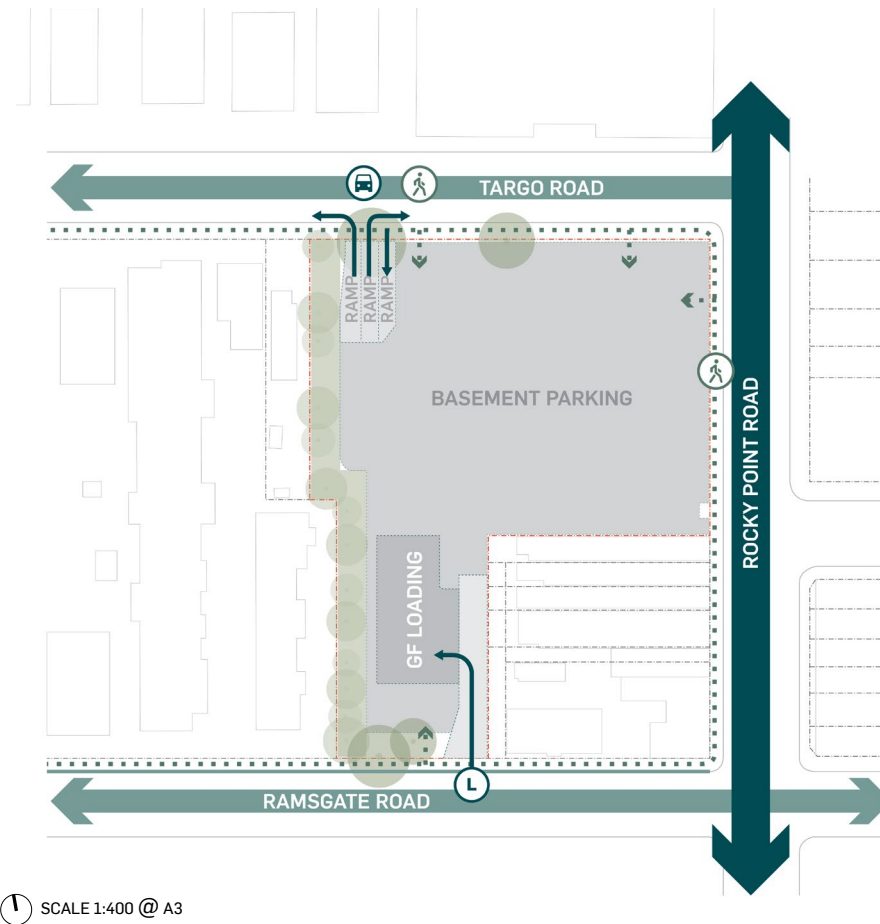 TARGO ROAD
RAMP
RAMP
RAMP
BASEMENT PARKING
ROCKY POINT ROAD
GF LOADING
L
RAMSGATE ROAD
SCALE 1:400 @ A3